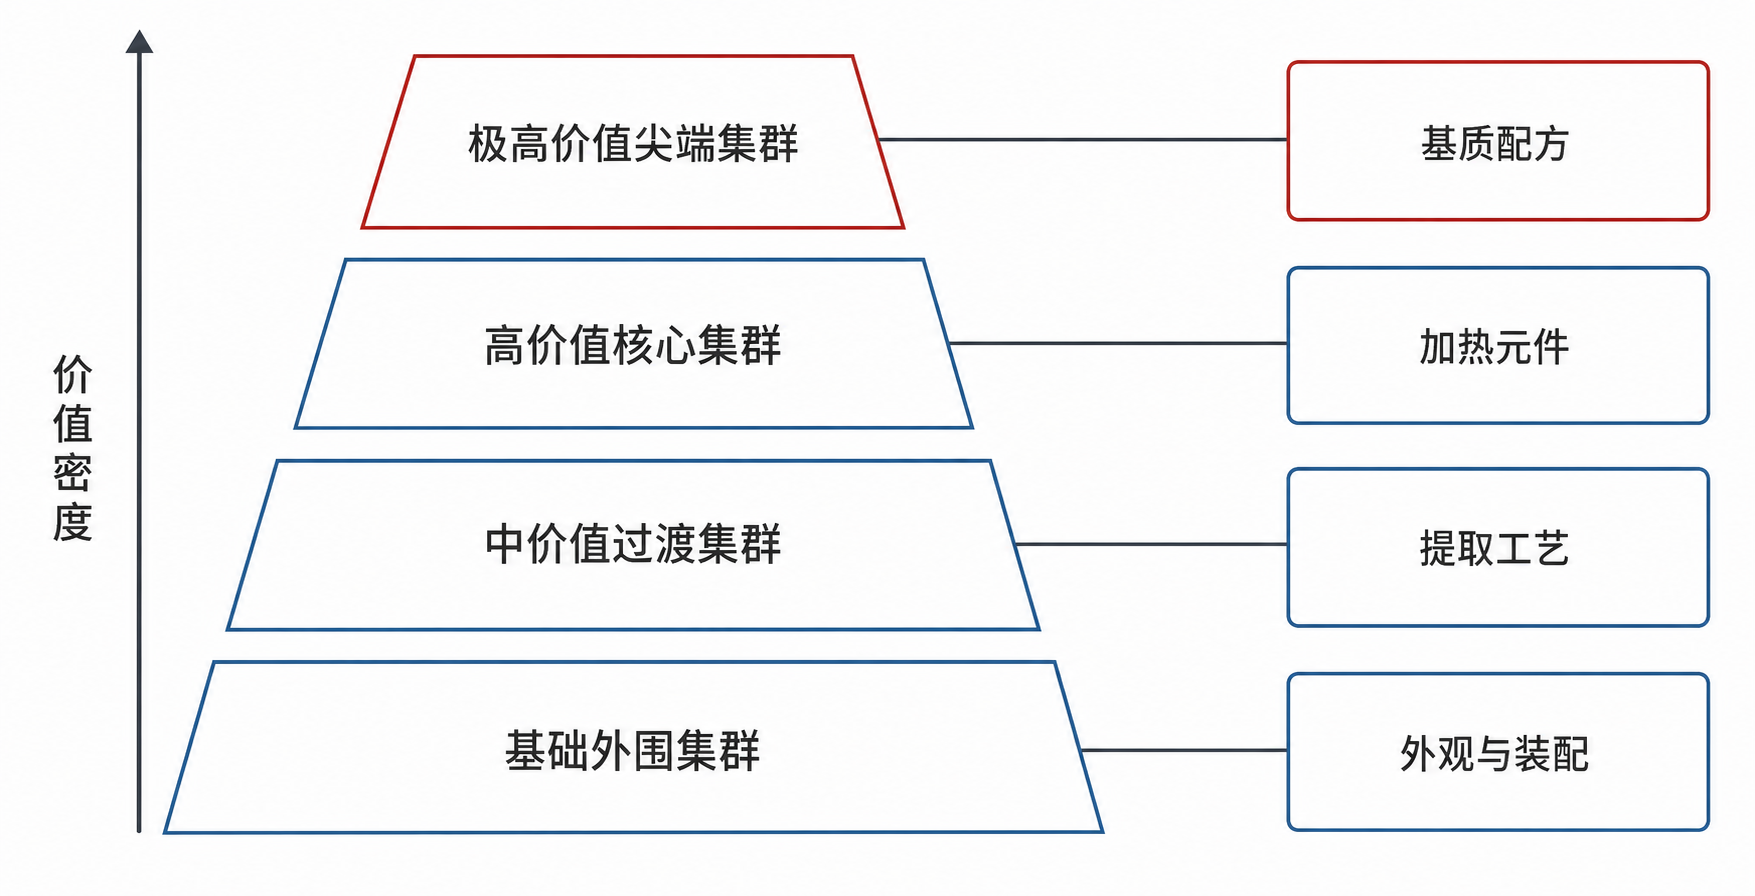 极高价值尖端集群
基质配方
高价值核心集群
加热元件
价值密度
中价值过渡集群
提取工艺
基础外围集群
外观与装配